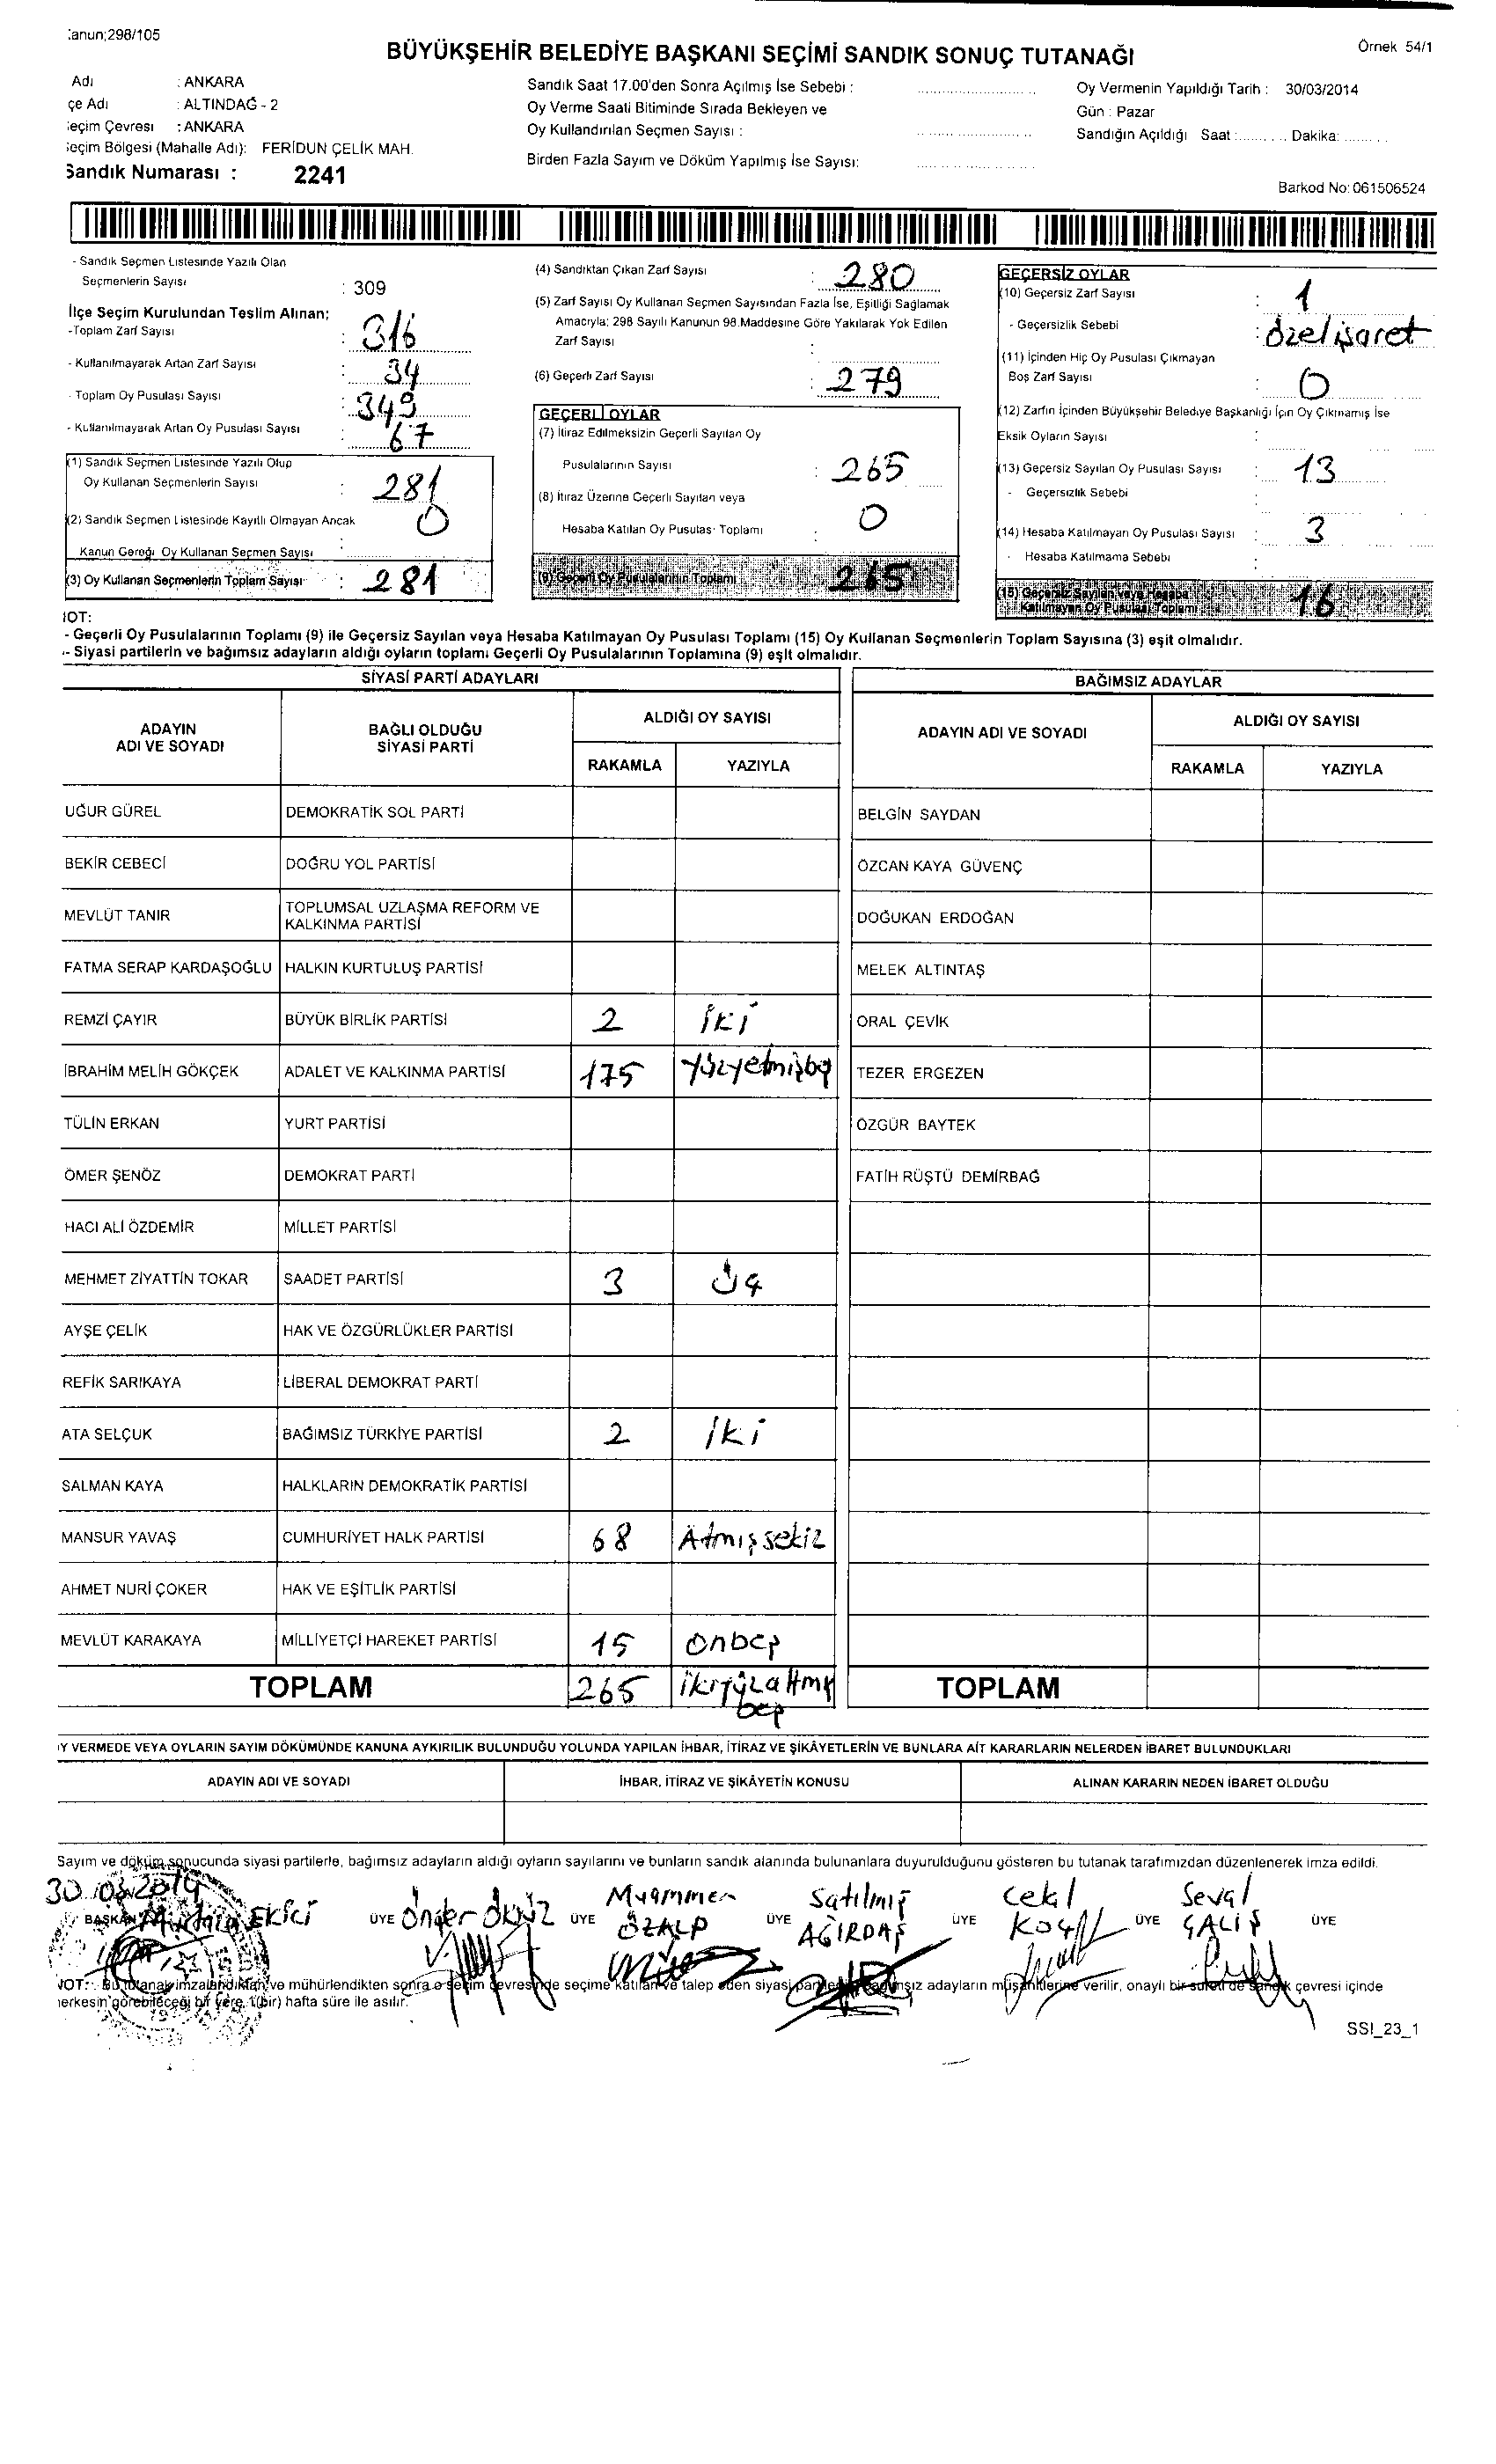 :anun;298/105
Örnek 54/1
BÜYÜKŞEHİR BELEDİYE BAŞKANI SEÇİMİ SANDIK SONUÇ TUTANAĞI
Adı : ANKARA
çe Adı : ALTINDAĞ - 2
eçim Çevresi : ANKARA
eçim Bölgesi (Mahalle Adı): FERİDUN ÇELİK MAH.
Sandık Numarası : 2241
Sandık Saat 17.00'den Sonra Açılmış İse Sebebi :
Oy Verme Saati Bitiminde Sırada Bekleyen ve
Oy Kullandırılan Seçmen Sayısı :
Birden Fazla Sayım ve Döküm Yapılmış İse Sayısı:
Oy Vermenin Yapıldığı Tarih : 30/03/2014
Gün : Pazar
Sandığın Açıldığı Saat :.......... Dakika: ..........
Barkod No: 061506524
- Sandık Seçmen Listesinde Yazılı Olan
Seçmenlerin Sayısı : 309
İlçe Seçim Kurulundan Teslim Alınan;
-Toplam Zarf Sayısı : 316
- Kullanılmayarak Artan Zarf Sayısı : 34
- Toplam Oy Pusulası Sayısı : 349
- Kullanılmayarak Artan Oy Pusulası Sayısı : 67
(1) Sandık Seçmen Listesinde Yazılı Olup
Oy Kullanan Seçmenlerin Sayısı : 281
(2) Sandık Seçmen Listesinde Kayıtlı Olmayan Ancak
Kanun Gereği Oy Kullanan Seçmen Sayısı : 0
(3) Oy Kullanan Seçmenlerin Toplam Sayısı : 281
(4) Sandıktan Çıkan Zarf Sayısı : 280
(5) Zarf Sayısı Oy Kullanan Seçmen Sayısından Fazla İse, Eşitliği Sağlamak
Amacıyla; 298 Sayılı Kanunun 98.Maddesine Göre Yakılarak Yok Edilen
Zarf Sayısı :
(6) Geçerli Zarf Sayısı : 279
GEÇERLİ OYLAR
(7) İtiraz Edilmeksizin Geçerli Sayılan Oy
Pusulalarının Sayısı : 265
(8) İtiraz Üzerine Geçerli Sayılan veya
Hesaba Katılan Oy Pusulası Toplamı : 0
(9) Geçerli Oy Pusulalarının Toplamı : 265
GEÇERSİZ OYLAR
(10) Geçersiz Zarf Sayısı : 1
- Geçersizlik Sebebi : özel işaret
(11) İçinden Hiç Oy Pusulası Çıkmayan
Boş Zarf Sayısı : 0
(12) Zarfın İçinden Büyükşehir Belediye Başkanlığı İçin Oy Çıkmamış İse
Eksik Oyların Sayısı :
(13) Geçersiz Sayılan Oy Pusulası Sayısı : 13
- Geçersizlik Sebebi :
(14) Hesaba Katılmayan Oy Pusulası Sayısı : 3
- Hesaba Katılmama Sebebi :
(15) Geçersiz Sayılan veya Hesaba
Katılmayan Oy Pusulası Toplamı : 16
IOT:
- Geçerli Oy Pusulalarının Toplamı (9) ile Geçersiz Sayılan veya Hesaba Katılmayan Oy Pusulası Toplamı (15) Oy Kullanan Seçmenlerin Toplam Sayısına (3) eşit olmalıdır.
- Siyasi partilerin ve bağımsız adayların aldığı oyların toplamı Geçerli Oy Pusulalarının Toplamına (9) eşit olmalıdır.
SİYASİ PARTİ ADAYLARI
BAĞIMSIZ ADAYLAR
ADAYIN ADI VE SOYADI
BAĞLI OLDUĞU SİYASİ PARTİ
ALDIĞI OY SAYISI
RAKAMLA YAZIYLA
ADAYIN ADI VE SOYADI
ALDIĞI OY SAYISI
RAKAMLA YAZIYLA
UĞUR GÜREL DEMOKRATİK SOL PARTİ BELGİN SAYDAN
BEKİR CEBECİ DOĞRU YOL PARTİSİ ÖZCAN KAYA GÜVENÇ
MEVLÜT TANIR TOPLUMSAL UZLAŞMA REFORM VE KALKINMA PARTİSİ DOĞUKAN ERDOĞAN
FATMA SERAP KARDAŞOĞLU HALKIN KURTULUŞ PARTİSİ MELEK ALTINTAŞ
REMZİ ÇAYIR BÜYÜK BİRLİK PARTİSİ 2 İki ORAL ÇEVİK
İBRAHİM MELİH GÖKÇEK ADALET VE KALKINMA PARTİSİ 175 Yüzyetmişbeş TEZER ERGEZEN
TÜLİN ERKAN YURT PARTİSİ ÖZGÜR BAYTEK
ÖMER ŞENÖZ DEMOKRAT PARTİ FATİH RÜŞTÜ DEMİRBAĞ
HACI ALİ ÖZDEMİR MİLLET PARTİSİ
MEHMET ZİYATTİN TOKAR SAADET PARTİSİ 3 Üç
AYŞE ÇELİK HAK VE ÖZGÜRLÜKLER PARTİSİ
REFİK SARIKAYA LİBERAL DEMOKRAT PARTİ
ATA SELÇUK BAĞIMSIZ TÜRKİYE PARTİSİ 2 İki
SALMAN KAYA HALKLARIN DEMOKRATİK PARTİSİ
MANSUR YAVAŞ CUMHURİYET HALK PARTİSİ 68 Atmışsekiz
AHMET NURİ ÇOKER HAK VE EŞİTLİK PARTİSİ
MEVLÜT KARAKAYA MİLLİYETÇİ HAREKET PARTİSİ 15 Onbeş
TOPLAM 265 ikiyüzatmış TOPLAM
beş
IY VERMEDE VEYA OYLARIN SAYIM DÖKÜMÜNDE KANUNA AYKIRILIK BULUNDUĞU YOLUNDA YAPILAN İHBAR, İTİRAZ VE ŞİKÂYETLERİN VE BUNLARA AİT KARARLARIN NELERDEN İBARET BULUNDUKLARI
ADAYIN ADI VE SOYADI İHBAR, İTİRAZ VE ŞİKÂYETİN KONUSU ALINAN KARARIN NEDEN İBARET OLDUĞU
Sayım ve döküm sonucunda siyasi partilerle, bağımsız adayların aldığı oyların sayılarını ve bunların sandık alanında bulunanlara duyurulduğunu gösteren bu tutanak tarafımızdan düzenlenerek imza edildi.
30.03.2014
BAŞKAN EKİCİ ÜYE Önder ÖKSÜZ ÜYE Muammer ÖZALP ÜYE Satılmış AĞIRDAŞ ÜYE Celal KOÇAK ÜYE Seval ÇALIŞ ÜYE
NOT: Bu tutanak imzalandıktan ve mühürlendikten sonra o seçim çevresinde seçime katılan ve talep eden siyasi partilerle bağımsız adayların müşahitlerine verilir, onaylı bir sureti de sandık çevresi içinde
herkesin görebileceği bir yere, 1(bir) hafta süre ile asılır.
SSI_23_1